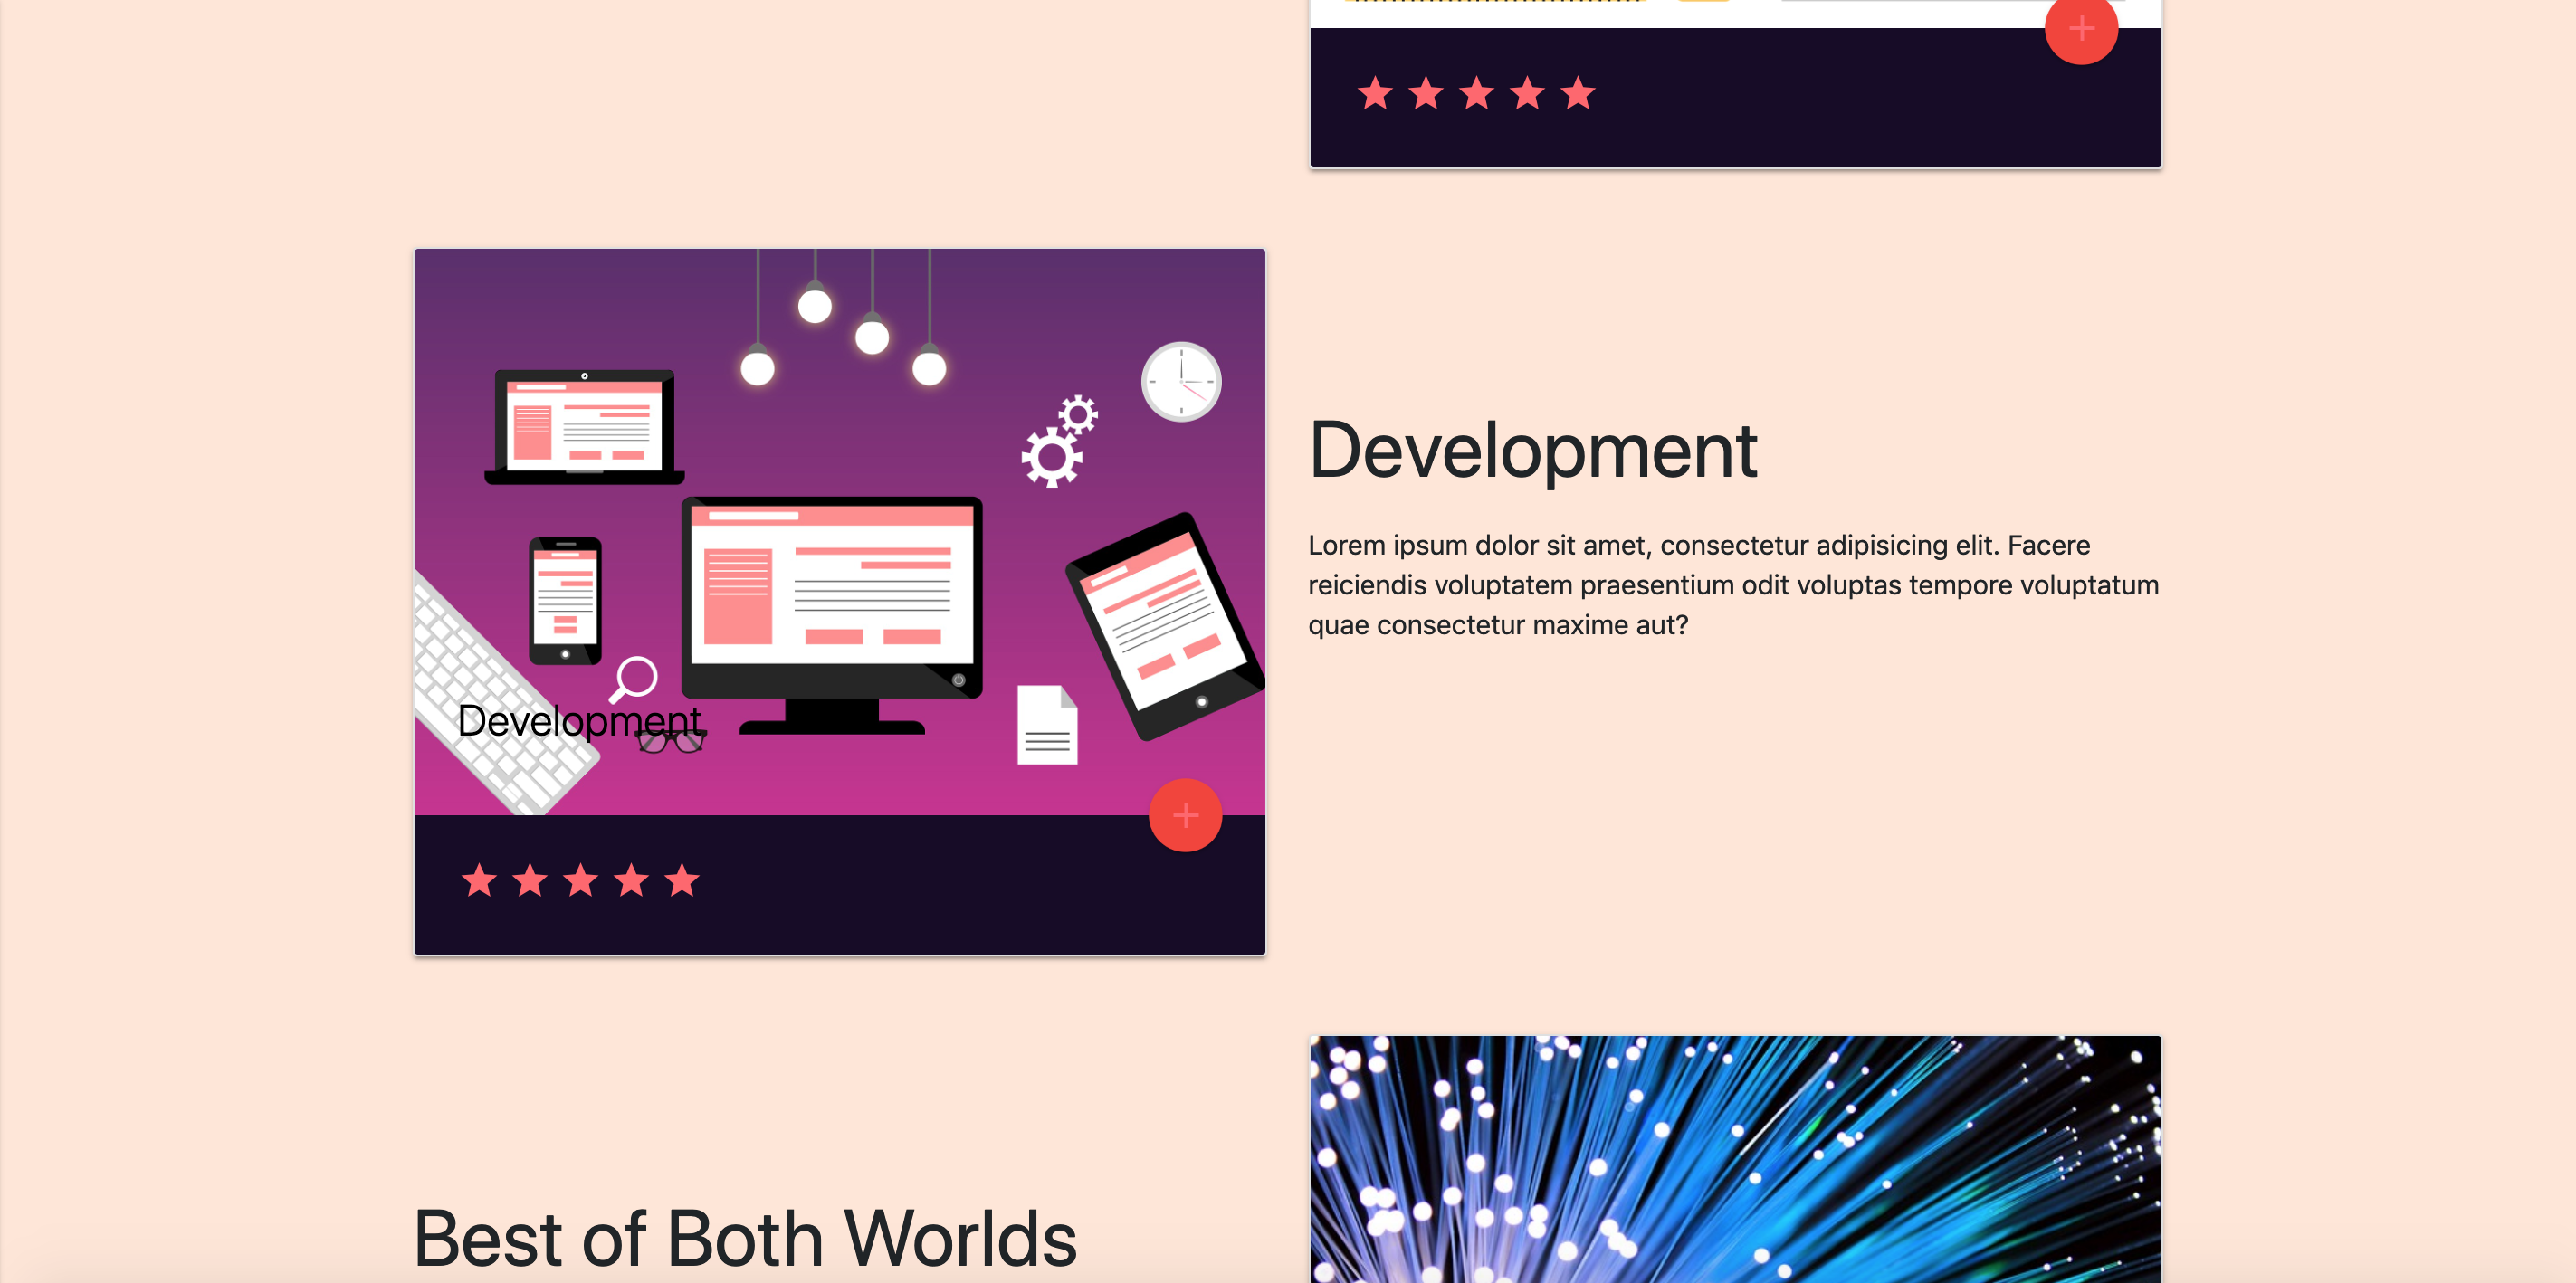 Development
Development
Lorem ipsum dolor sit amet, consectetur adipisicing elit. Facere
reiciendis voluptatem praesentium odit voluptas tempore voluptatum
quae consectetur maxime aut?
Best of Both Worlds